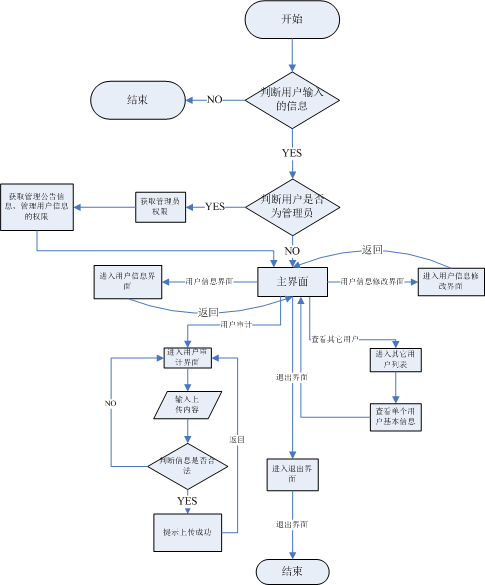 开始
判断用户输入
的信息
NO
结束
YES
判断用户是否
为管理员
YES
获取管理员
权限
获取管理公告信
息、管理用户信息
的权限
NO
返回
进入用户信息界
面
用户信息界面
主界面
用户信息修改界面
进入用户信息修
改界面
返回
用户审计
查看其它用户
进入用户审
计界面
进入其它用
户列表
退出界面
NO
输入上
传内容
查看单个用
户基本信息
返回
判断信息是否合
法
进入退出界
面
YES
提示上传成功
退出界面
结束